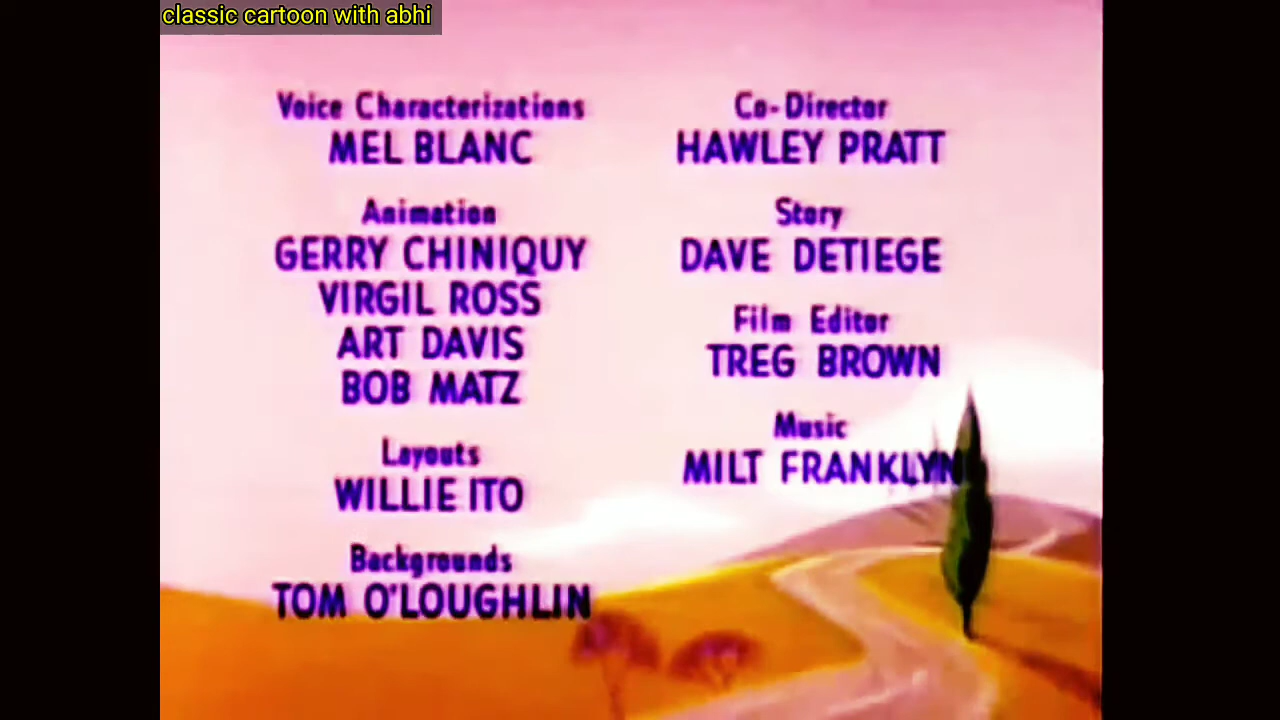 classic cartoon with abhi
Voice Characterizations
MEL BLANC
Animation
GERRY CHINIQUY
VIRGIL ROSS
ART DAVIS
BOB MATZ
Layouts
WILLIE ITO
Backgrounds
TOM O'LOUGHLIN
Co-Director
HAWLEY PRATT
Story
DAVE DETIEGE
Film Editor
TREG BROWN
Music
MILT FRANKLYN